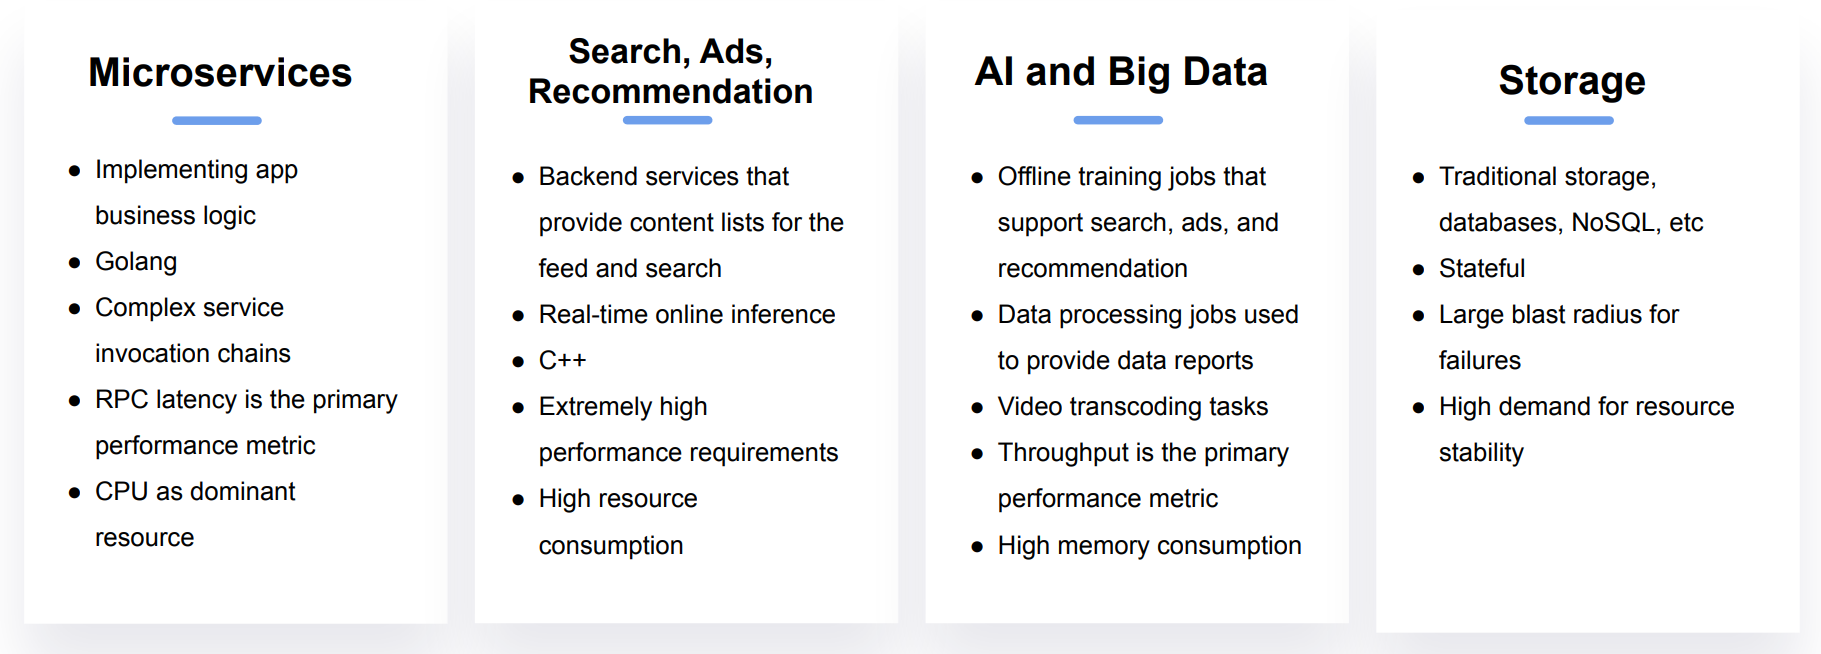 Microservices
● Implementing app
business logic
● Golang
● Complex service
invocation chains
● RPC latency is the primary
performance metric
● CPU as dominant
resource
Search, Ads,
Recommendation
● Backend services that
provide content lists for the
feed and search
● Real-time online inference
● C++
● Extremely high
performance requirements
● High resource
consumption
AI and Big Data
● Offline training jobs that
support search, ads, and
recommendation
● Data processing jobs used
to provide data reports
● Video transcoding tasks
● Throughput is the primary
performance metric
● High memory consumption
Storage
● Traditional storage,
databases, NoSQL, etc
● Stateful
● Large blast radius for
failures
● High demand for resource
stability